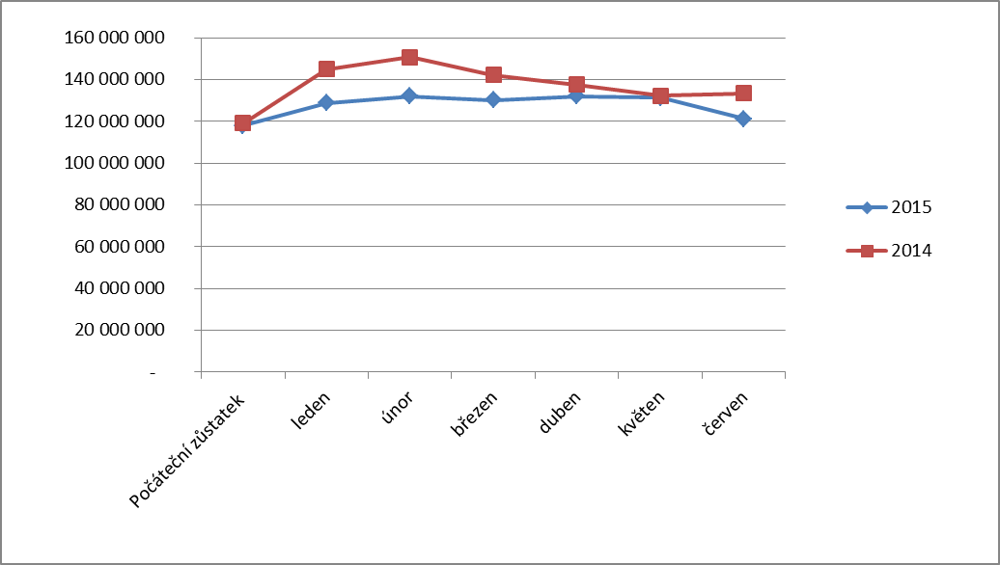 160 000 000
140 000 000
120 000 000
100 000 000
80 000 000
60 000 000
40 000 000
20 000 000
-
Počáteční zůstatek
leden
únor
březen
duben
květen
červen
2015
2014